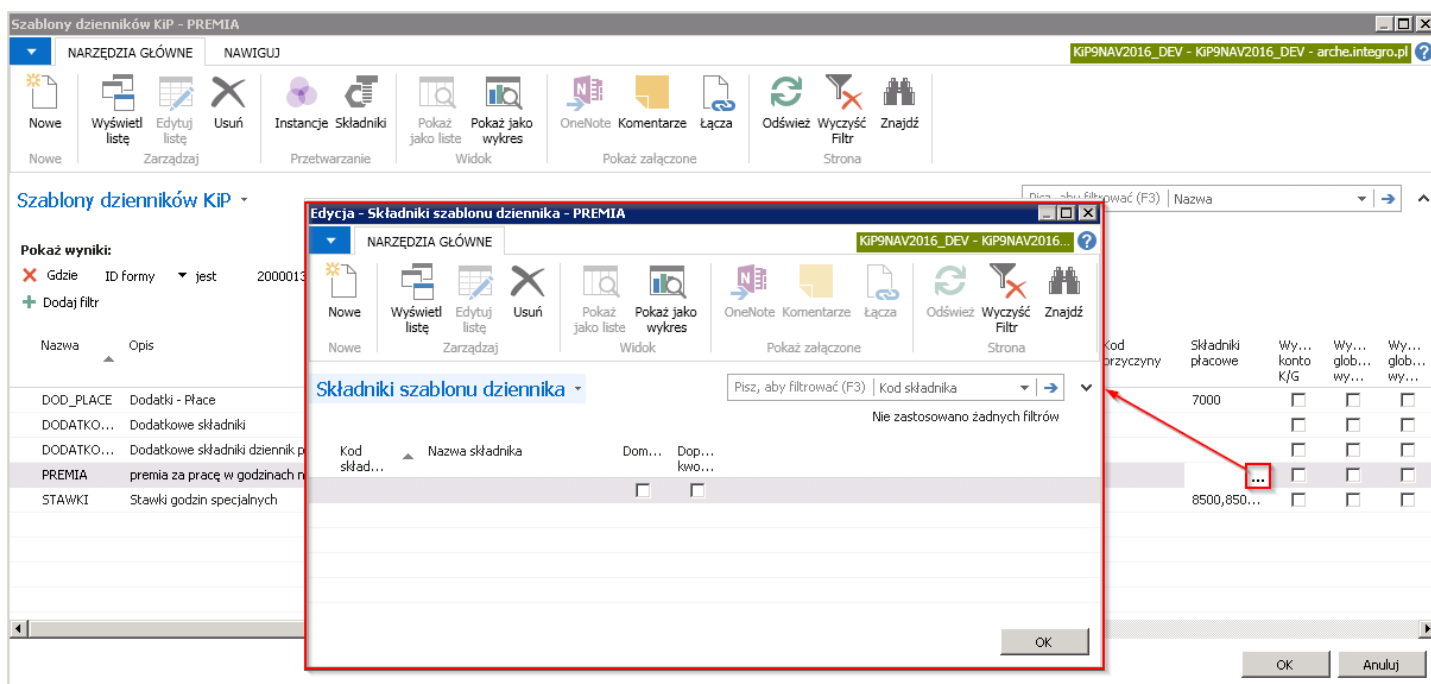 Szablony dzienników KiP - PREMIA
NARZĘDZIA GŁÓWNE NAWIGUJ
KiP9NAV2016_DEV - KiP9NAV2016_DEV - arche.integro.pl
Nowe Wyświetl listę Edytuj listę Usuń Instancje Składniki Pokaż jako liste Pokaż jako wykres OneNote Komentarze Łącza Odśwież Wyczyść Filtr Znajdź
Nowe Zarządzaj Przetwarzanie Widok Pokaż załączone Strona
Szablony dzienników KiP
Pisz, aby filtrować (F3) Nazwa
Pokaż wyniki:
Gdzie ID formy jest 2000013
Dodaj filtr
Nazwa Opis Kod przyczyny Składniki płacowe Wy... konto K/G Wy... glob... wy... Wy... glob... wy...
DOD_PLACE Dodatki - Płace 7000
DODATKO... Dodatkowe składniki
DODATKO... Dodatkowe składniki dziennik p
PREMIA premia za pracę w godzinach n ...
STAWKI Stawki godzin specjalnych 8500,850...
OK Anuluj
Edycja - Składniki szablonu dziennika - PREMIA
NARZĘDZIA GŁÓWNE
KiP9NAV2016_DEV - KiP9NAV2016...
Nowe Wyświetl listę Edytuj listę Usuń Pokaż jako liste Pokaż jako wykres OneNote Komentarze Łącza Odśwież Wyczyść Filtr Znajdź
Nowe Zarządzaj Widok Pokaż załączone Strona
Składniki szablonu dziennika
Pisz, aby filtrować (F3) Kod składnika
Nie zastosowano żadnych filtrów
Kod skład... Nazwa składnika Dom... Dop... kwo...
OK